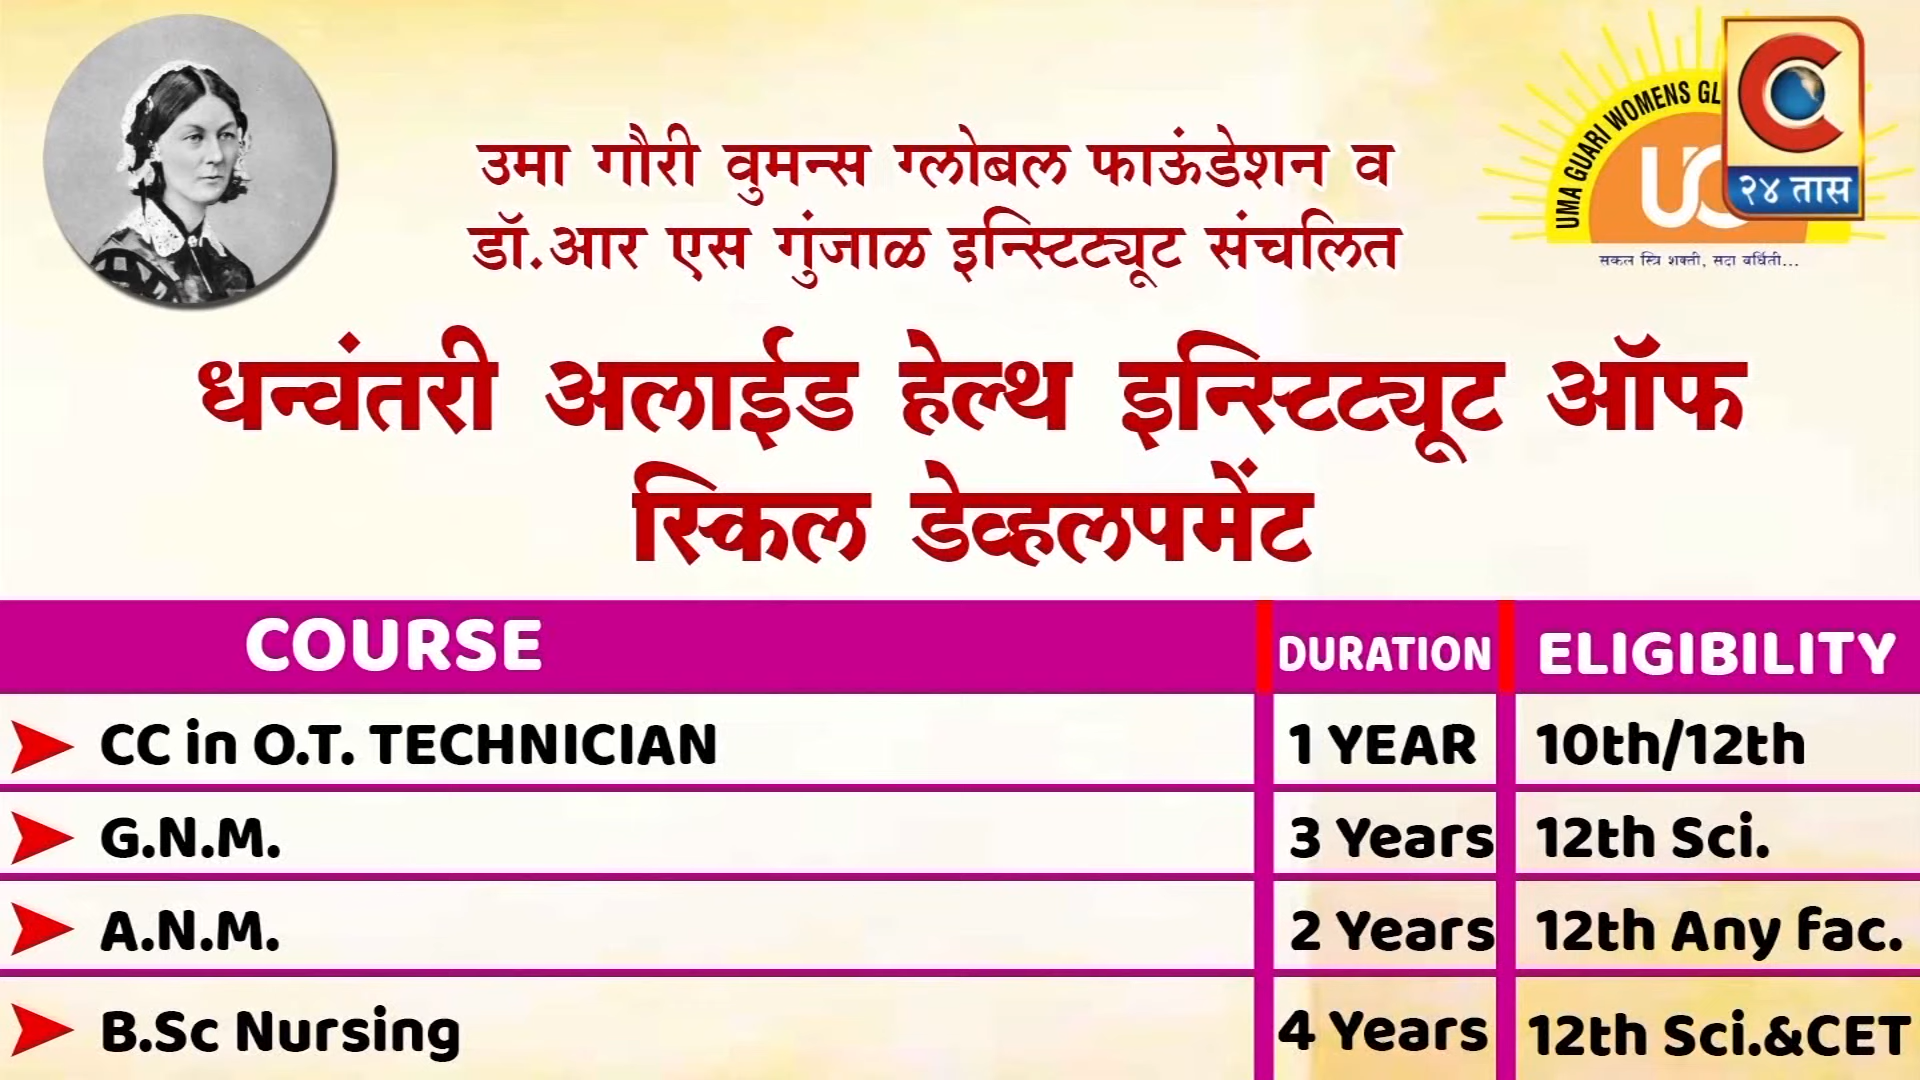 उमा गौरी वुमन्स ग्लोबल फाऊंडेशन व
डॉ.आर एस गुंजाळ इन्स्टिट्यूट संचलित
UMA GUARI WOMENS GL
UG
२४ तास
सकल स्त्रि शक्ती, सदा वर्धिती...
धन्वंतरी अलाईड हेल्थ इन्स्टिट्यूट ऑफ
स्किल डेव्हलपमेंट
COURSE DURATION ELIGIBILITY
CC in O.T. TECHNICIAN 1 YEAR 10th/12th
G.N.M. 3 Years 12th Sci.
A.N.M. 2 Years 12th Any fac.
B.Sc Nursing 4 Years 12th Sci.&CET